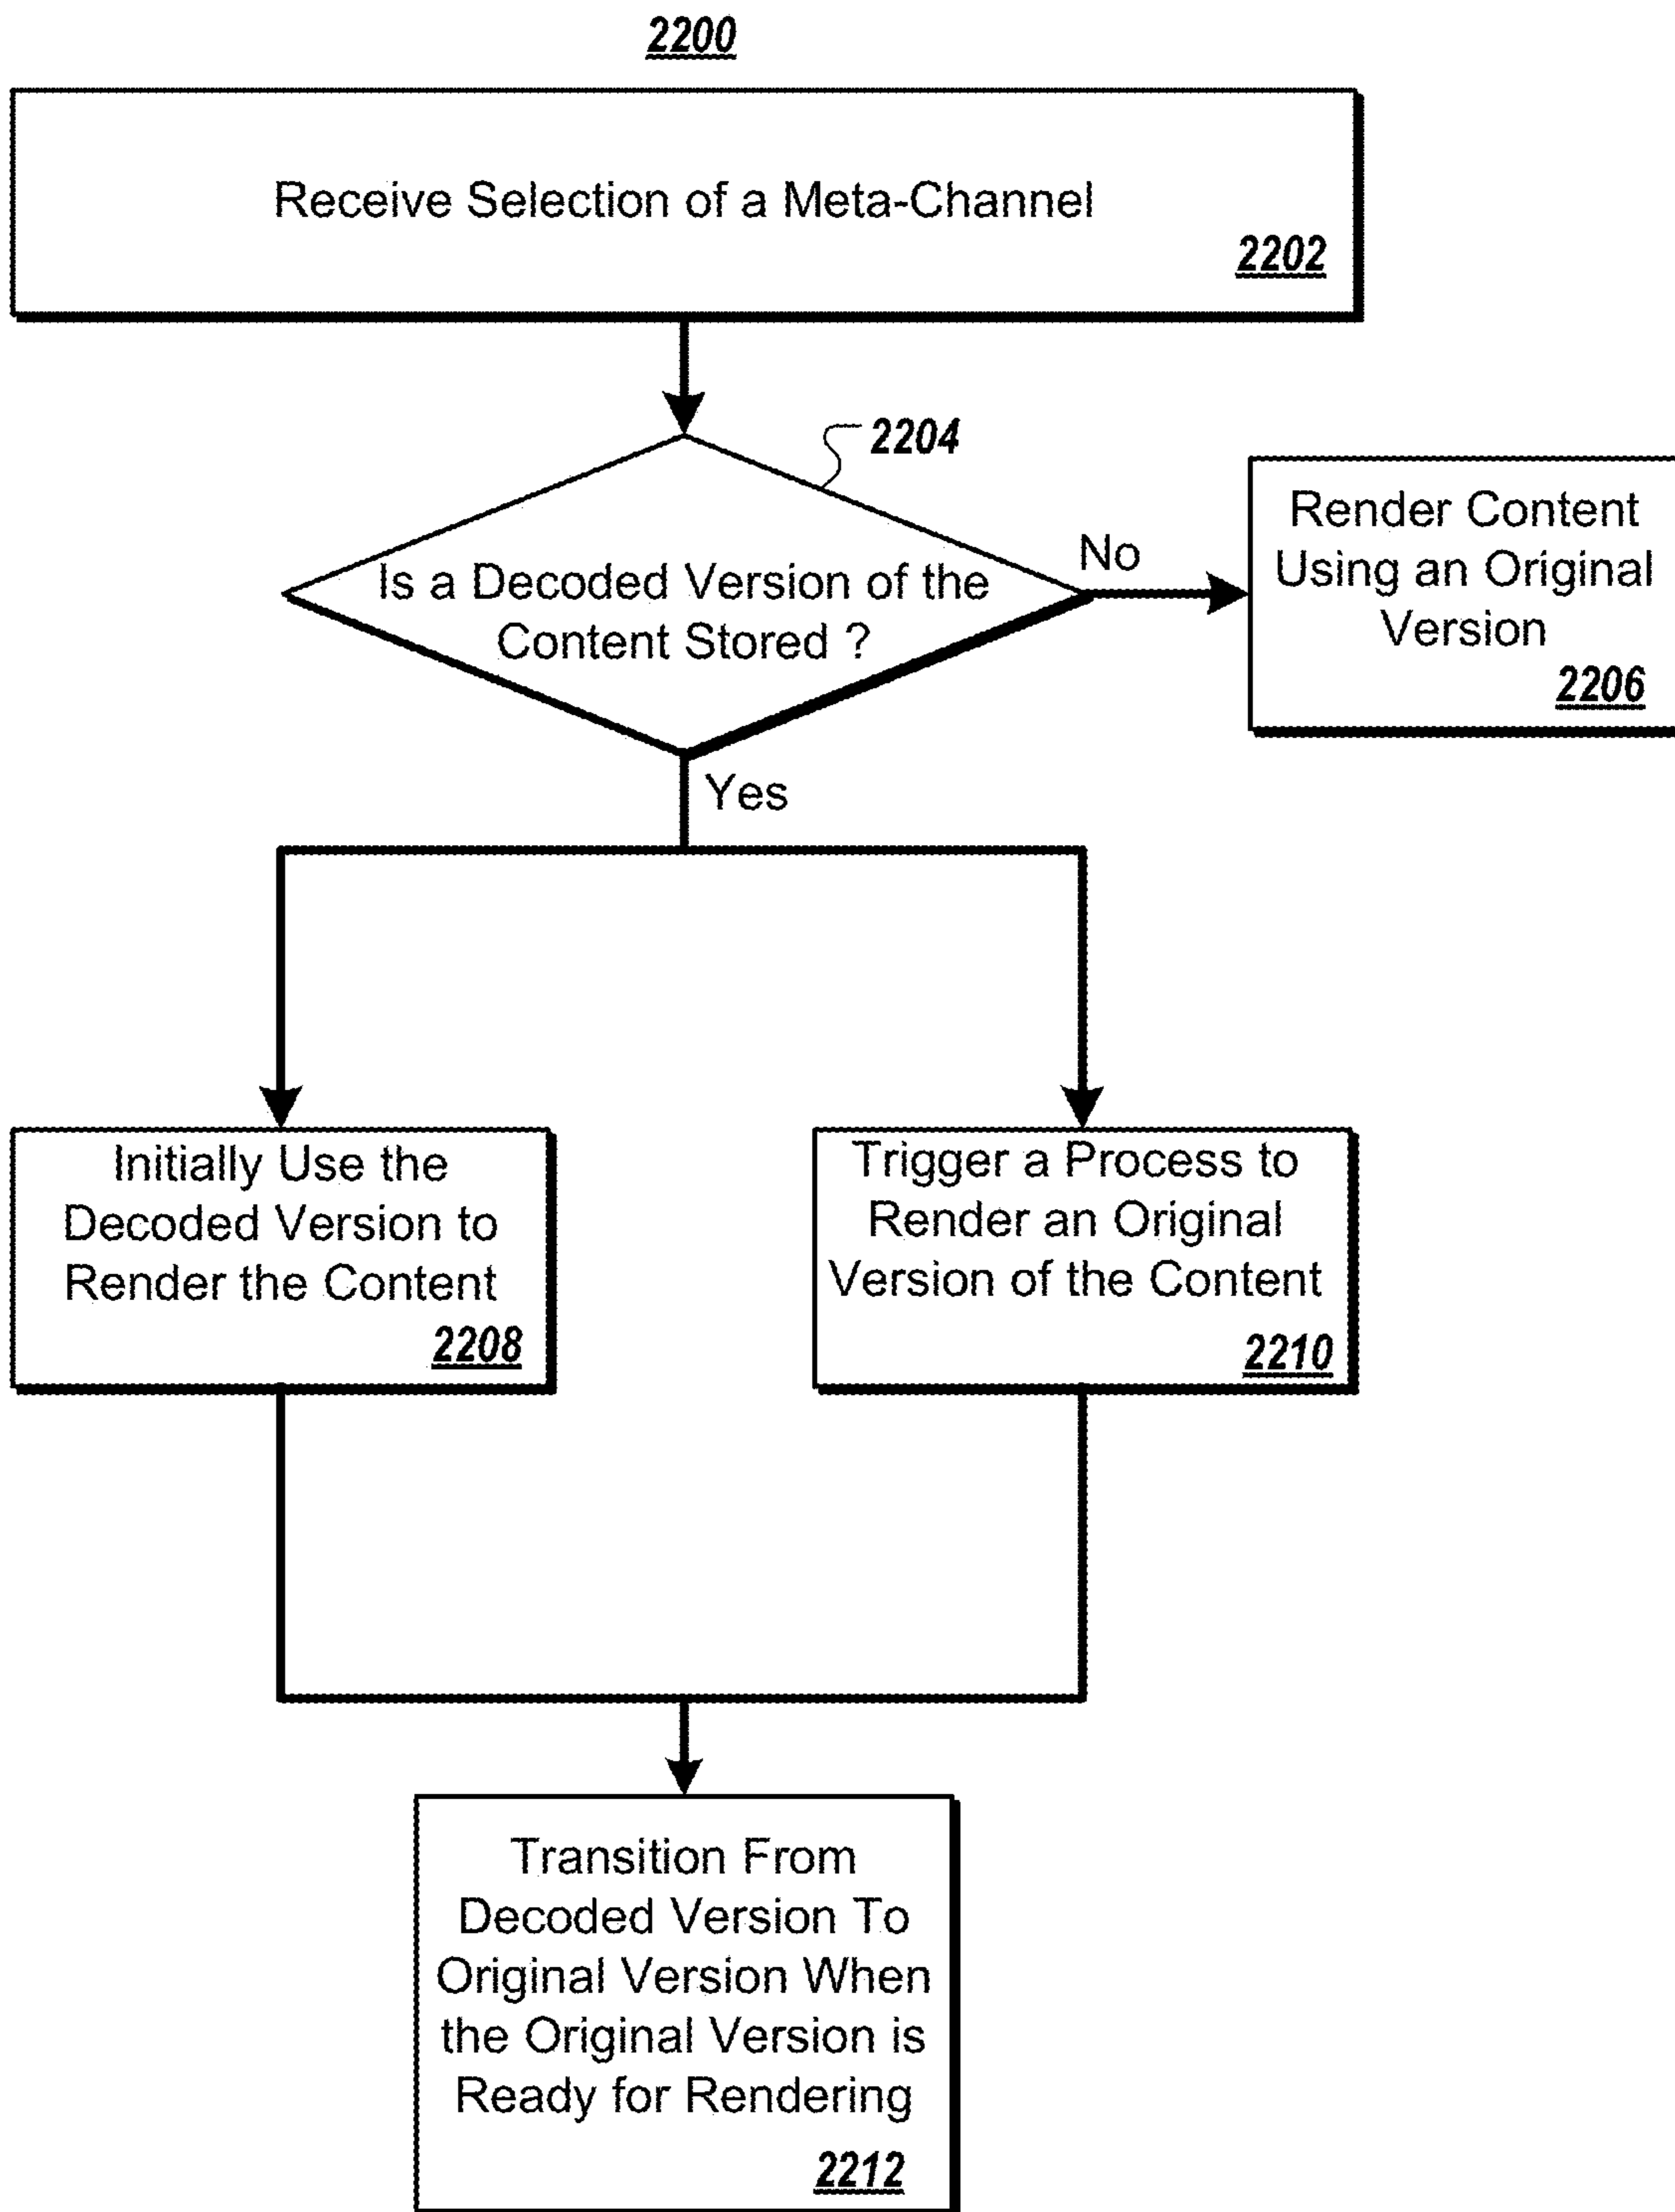 2200
Receive Selection of a Meta-Channel
2202
2204
Is a Decoded Version of the
Content Stored ?
No
Render Content
Using an Original
Version
2206
Yes
Initially Use the
Decoded Version to
Render the Content
2208
Trigger a Process to
Render an Original
Version of the Content
2210
Transition From
Decoded Version To
Original Version When
the Original Version is
Ready for Rendering
2212